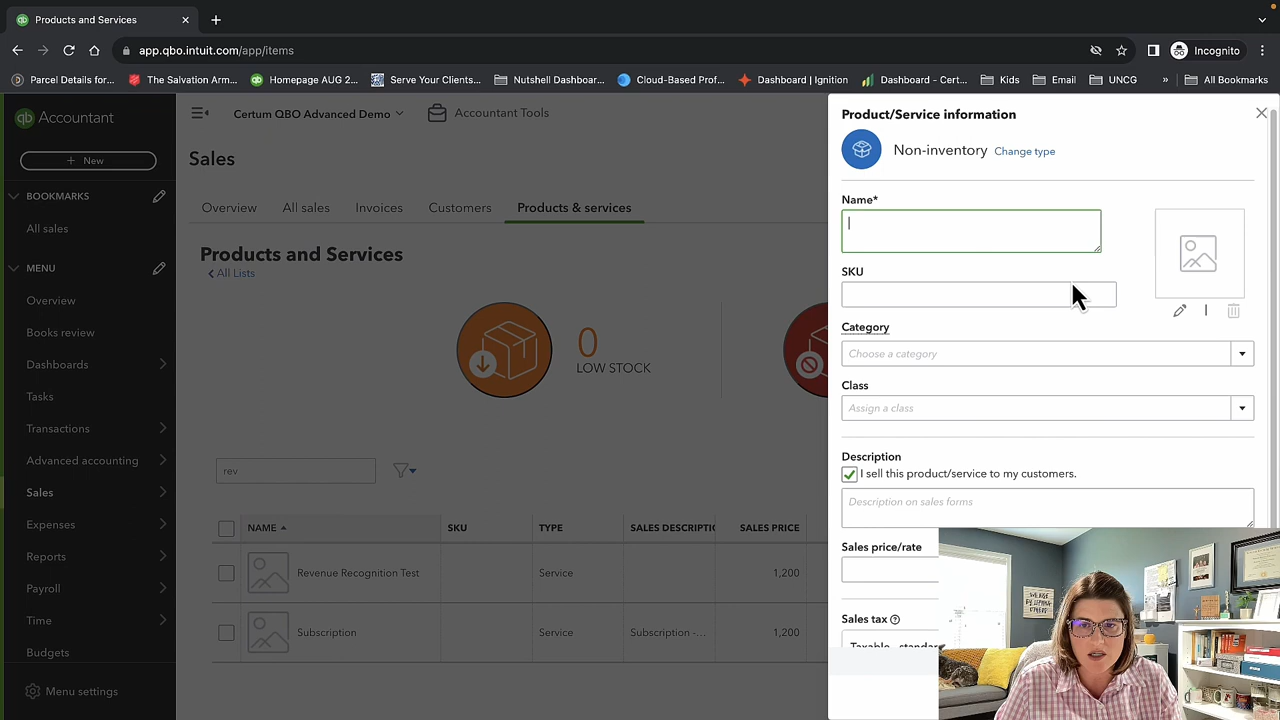 Products and Services
app.qbo.intuit.com/app/items
Incognito
Parcel Details for...
The Salvation Arm...
Homepage AUG 2...
Serve Your Clients...
Nutshell Dashboar...
Cloud-Based Prof...
Dashboard | Ignition
Dashboard - Cert...
Kids
Email
UNCG
»
All Bookmarks
qb Accountant
+ New
BOOKMARKS
All sales
MENU
Overview
Books review
Dashboards
Tasks
Transactions
Advanced accounting
Sales
Expenses
Reports
Payroll
Time
Budgets
Menu settings
Certum QBO Advanced Demo
Accountant Tools
Sales
Overview
All sales
Invoices
Customers
Products & services
Products and Services
All Lists
0
LOW STOCK
rev
NAME
SKU
TYPE
SALES DESCRIPTIO
SALES PRICE
Revenue Recognition Test
Service
1,200
Subscription
Service
Subscription -...
1,200
Product/Service information
Non-inventory
Change type
Name*
SKU
Category
Choose a category
Class
Assign a class
Description
I sell this product/service to my customers.
Description on sales forms
Sales price/rate
Sales tax
Taxable - standar